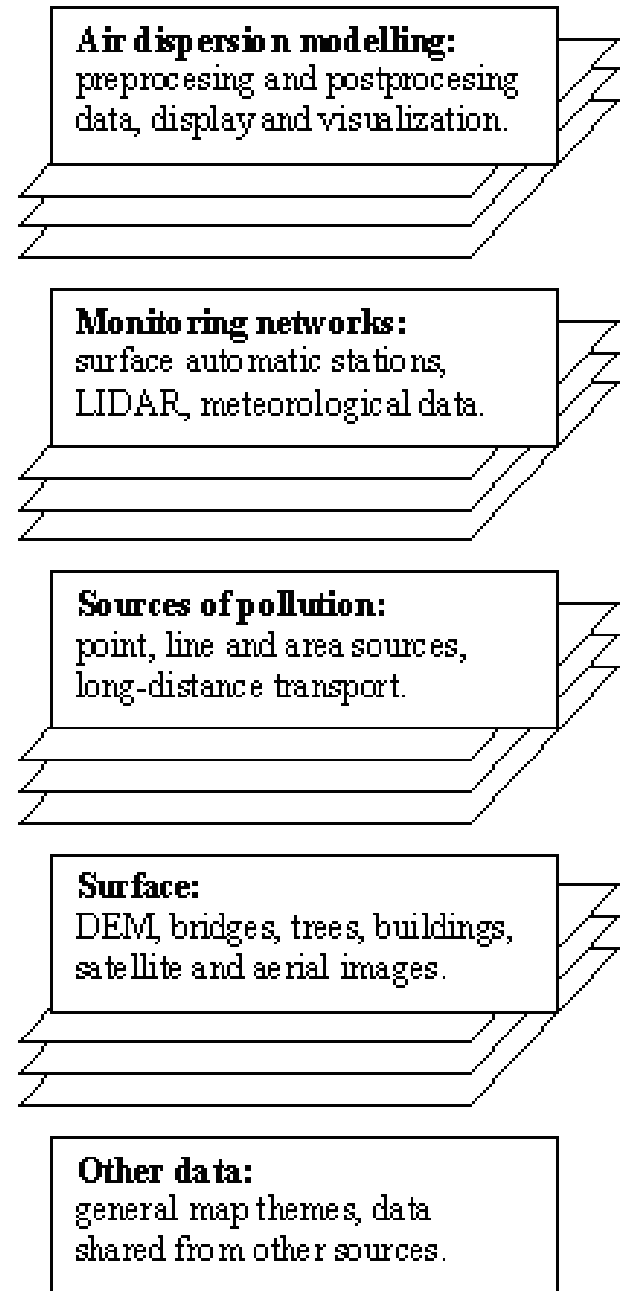 Air dispersion modelling:
preprocesing and postprocesing
data, display and visualization.
Monitoring networks:
surface automatic stations,
LIDAR, meteorological data.
Sources of pollution:
point, line and area sources,
long-distance transport.
Surface:
DEM, bridges, trees, buildings,
satellite and aerial images.
Other data:
general map themes, data
shared from other sources.